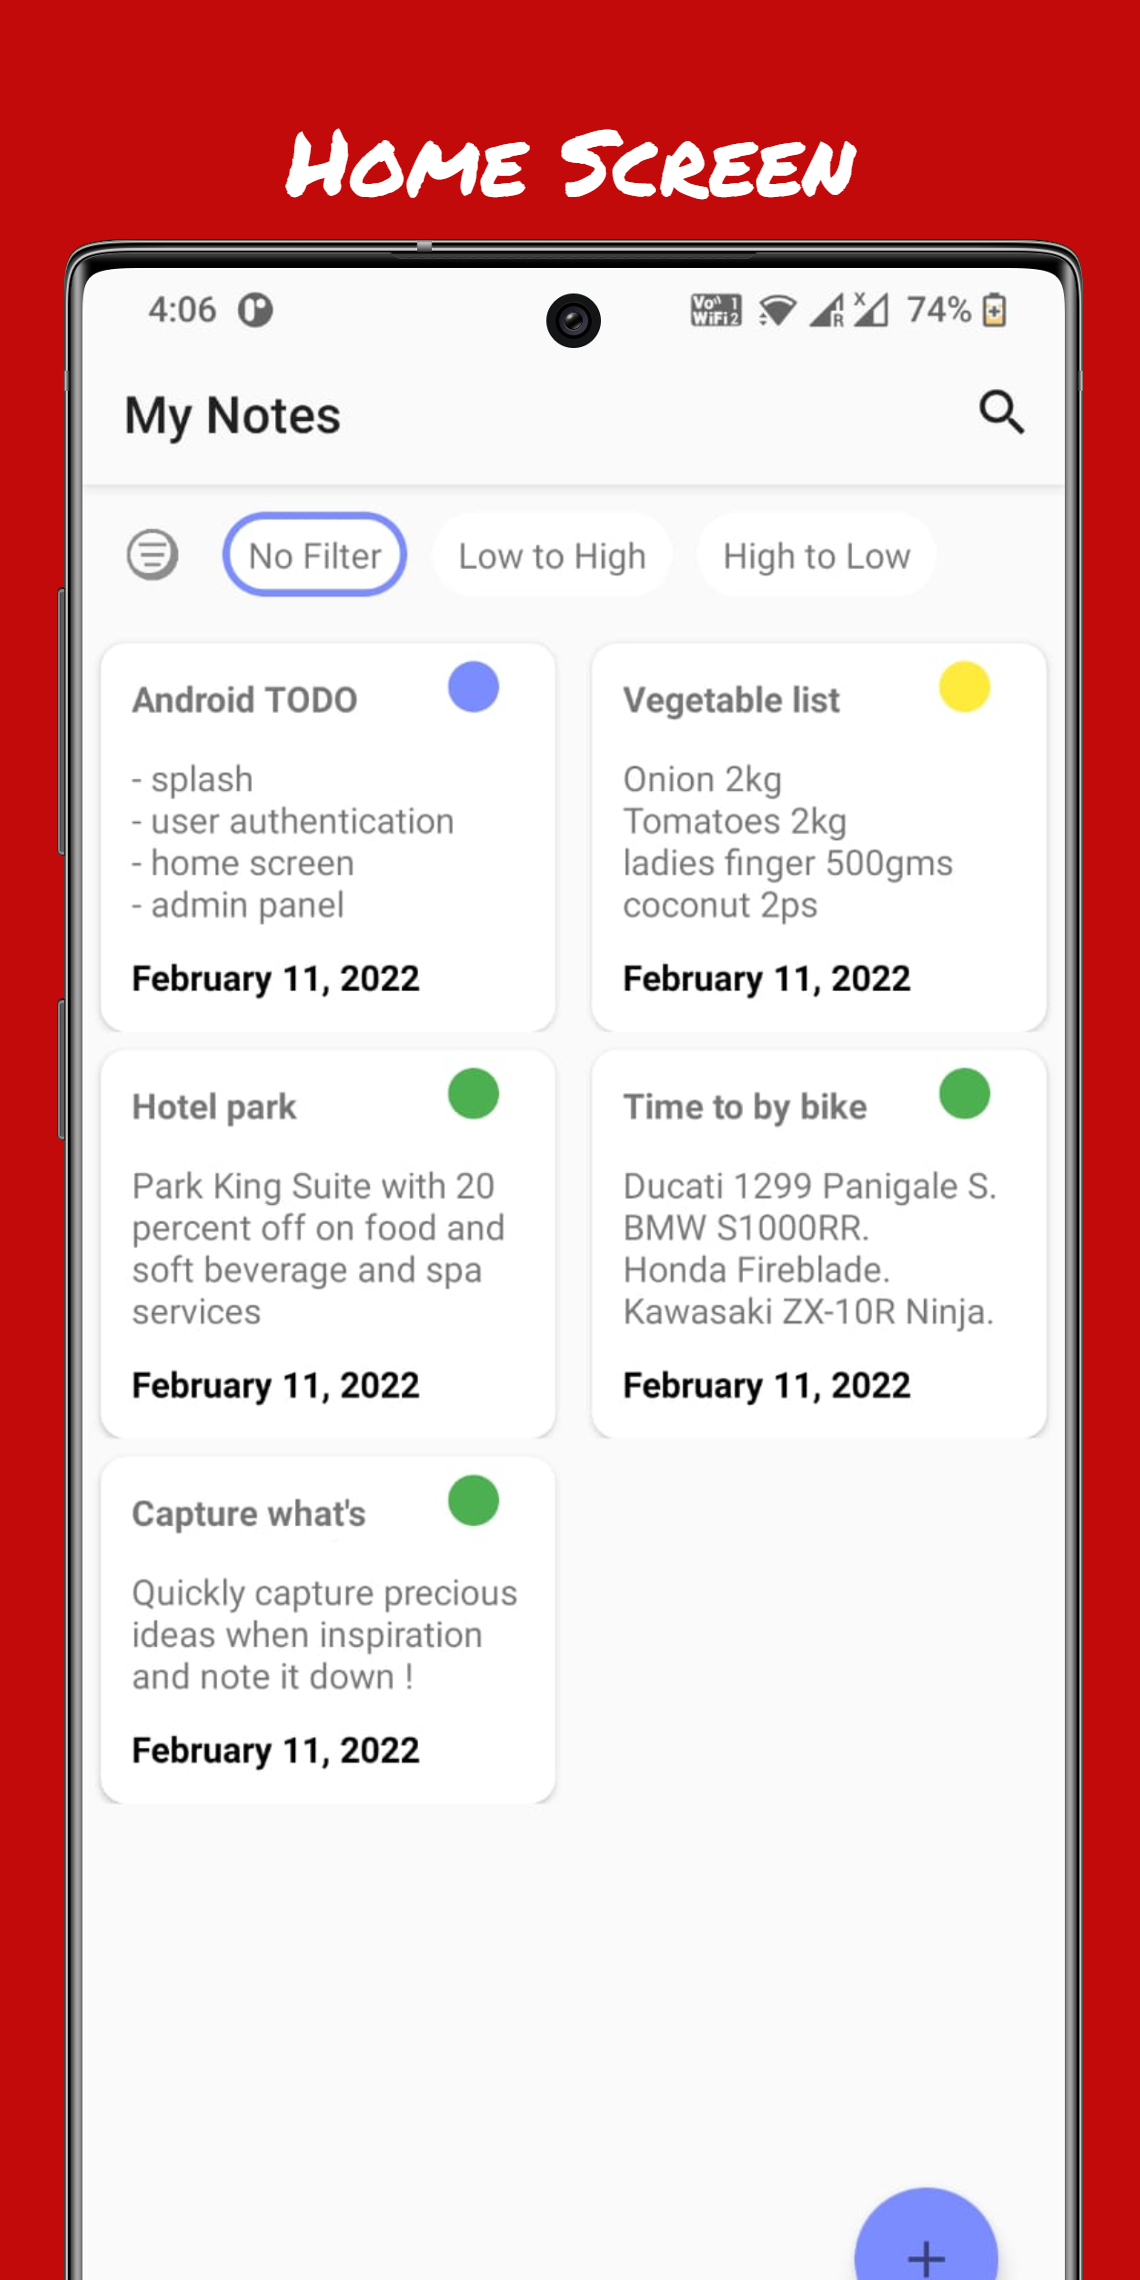 Home Screen
4:06
Vo 1
WiFi 2
R
X
74%
My Notes
No Filter
Low to High
High to Low
Android TODO
- splash
- user authentication
- home screen
- admin panel
February 11, 2022
Vegetable list
Onion 2kg
Tomatoes 2kg
ladies finger 500gms
coconut 2ps
February 11, 2022
Hotel park
Park King Suite with 20
percent off on food and
soft beverage and spa
services
February 11, 2022
Time to by bike
Ducati 1299 Panigale S.
BMW S1000RR.
Honda Fireblade.
Kawasaki ZX-10R Ninja.
February 11, 2022
Capture what's
Quickly capture precious
ideas when inspiration
and note it down !
February 11, 2022